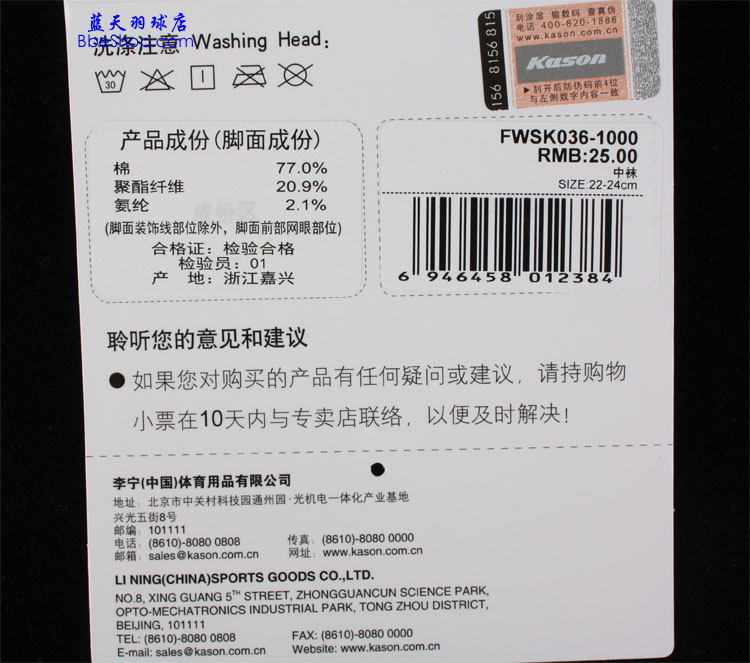 蓝天羽球店
BbeShop.com
洗涤注意 Washing Head:
30
刮涂层 输数码 查真伪
电话 400-820-1886
www.kason.com.cn
Kason
▶刮开后防伪码前4位
与左侧数字内容一致
156 8156 815
产品成份(脚面成份)
棉 77.0%
聚酯纤维 20.9%
氨纶 2.1%
(脚面装饰线部位除外，脚面前部网眼部位)
合格证：检验合格
检验员：01
产 地：浙江嘉兴
FWSK036-1000
RMB:25.00
中袜
SIZE:22-24cm
6 946458 012384
聆听您的意见和建议
● 如果您对购买的产品有任何疑问或建议，请持购物
小票在10天内与专卖店联络，以便及时解决！
李宁(中国)体育用品有限公司
地址：北京市中关村科技园通州园·光机电一体化产业基地
兴光五街8号
邮编：101111
电话：(8610)-8080 0808 传真：(8610)-8080 0000
邮箱：sales@kason.com.cn 网址：www.kason.com.cn
LI NING(CHINA)SPORTS GOODS CO.,LTD.
NO.8, XING GUANG 5TH STREET, ZHONGGUANCUN SCIENCE PARK,
OPTO-MECHATRONICS INDUSTRIAL PARK, TONG ZHOU DISTRICT,
BEIJING, 101111
TEL: (8610)-8080 0808 FAX: (8610)-8080 0000
E-mail: sales@kason.com.cn Website: www.kason.com.cn